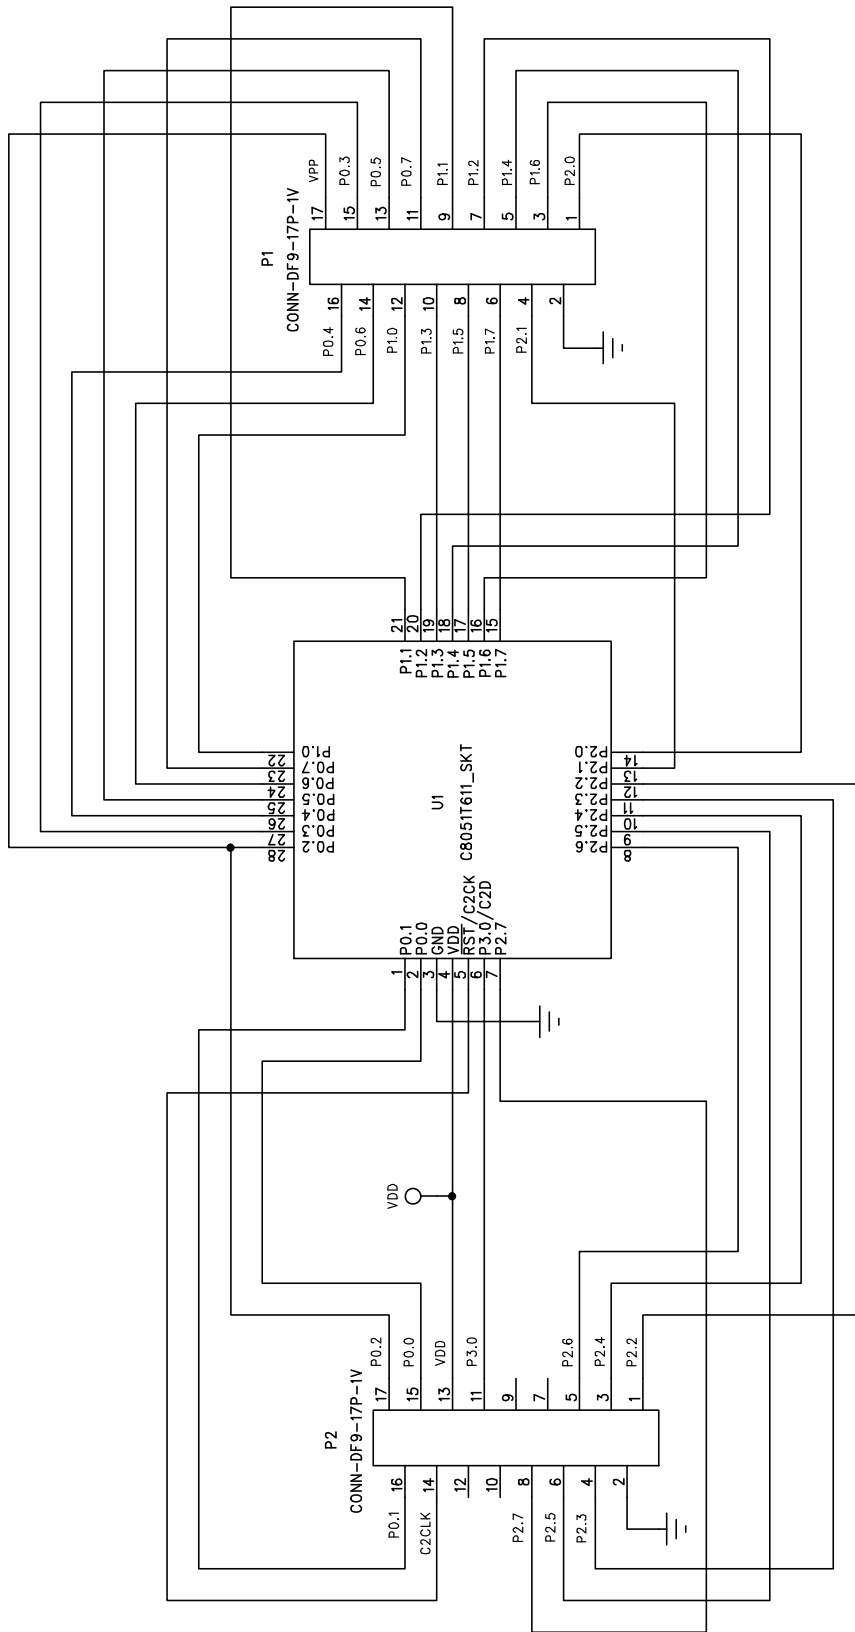 VPP
P0.3
P0.5
P0.7
P1.1
P1.2
P1.4
P1.6
P2.0
17
15
13
11
9
7
5
3
1
P1
CONN-DF9-17P-1V
16
14
12
10
8
6
4
2
P0.4
P0.6
P1.0
P1.3
P1.5
P1.7
P2.1
21
20
19
18
17
16
15
P1.1
P1.2
P1.3
P1.4
P1.5
P1.6
P1.7
22
23
24
25
26
27
28
P1.0
P0.7
P0.6
P0.5
P0.4
P0.3
P0.2
U1
C8051T611_SKT
P2.0
P2.1
P2.2
P2.3
P2.4
P2.5
P2.6
14
13
12
11
10
9
8
P0.1
P0.0
GND
VDD
RST/C2CK
P3.0/C2D
P2.7
1
2
3
4
5
6
7
VDD
P0.2
P0.0
VDD
P3.0
P2.6
P2.4
P2.2
17
15
13
11
9
7
5
3
1
P2
CONN-DF9-17P-1V
16
14
12
10
8
6
4
2
P0.1
C2CLK
P2.7
P2.5
P2.3